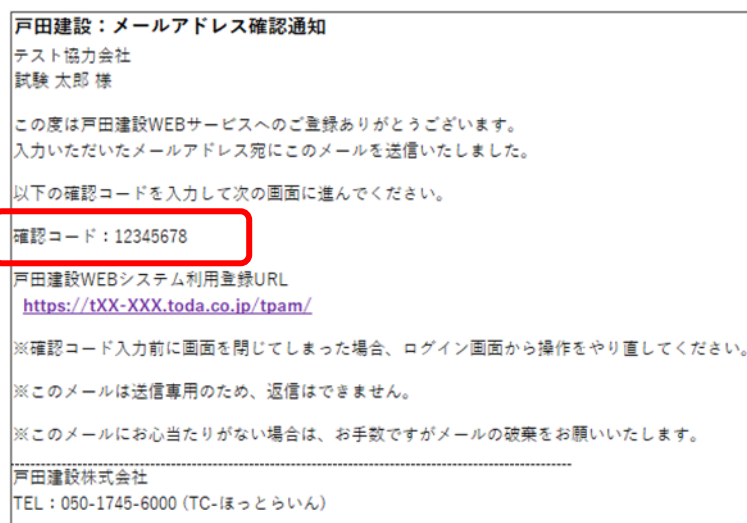 戸田建設：メールアドレス確認通知
テスト協力会社
試験 太郎 様
この度は戸田建設WEBサービスへのご登録ありがとうございます。
入力いただいたメールアドレス宛にこのメールを送信いたしました。
以下の確認コードを入力して次の画面に進んでください。
確認コード：12345678
戸田建設WEBシステム利用登録URL
https://tXX-XXX.toda.co.jp/tpam/
※確認コード入力前に画面を閉じてしまった場合、ログイン画面から操作をやり直してください。
※このメールは送信専用のため、返信はできません。
※このメールにお心当たりがない場合は、お手数ですがメールの破棄をお願いいたします。
戸田建設株式会社
TEL：050-1745-6000 (TC-ほっとらいん)